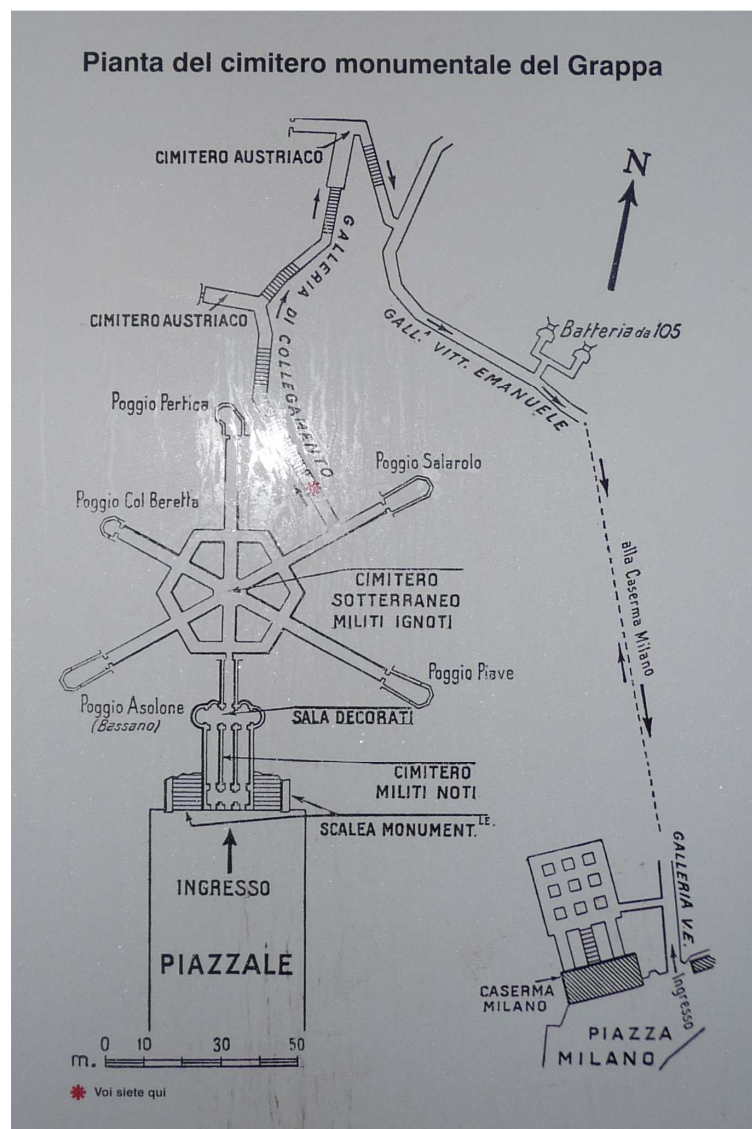 Pianta del cimitero monumentale del Grappa
CIMITERO AUSTRIACO
N
GALLERIA DI COLLEGAMENTO
CIMITERO AUSTRIACO
GALL.A VITT. EMANUELE
Batteria da 105
Poggio Pertica
Poggio Salarolo
Poggio Col Beretta
alla Caserma Milano
CIMITERO
SOTTERRANEO
MILITI IGNOTI
Poggio Piave
Poggio Asolone
(Bassano)
SALA DECORATI
CIMITERO
MILITI NOTI
SCALEA MONUMENT.LE.
INGRESSO
GALLERIA V.E.
PIAZZALE
CASERMA
MILANO
Ingresso
PIAZZA
MILANO
0 10 30 50
m.
Voi siete qui